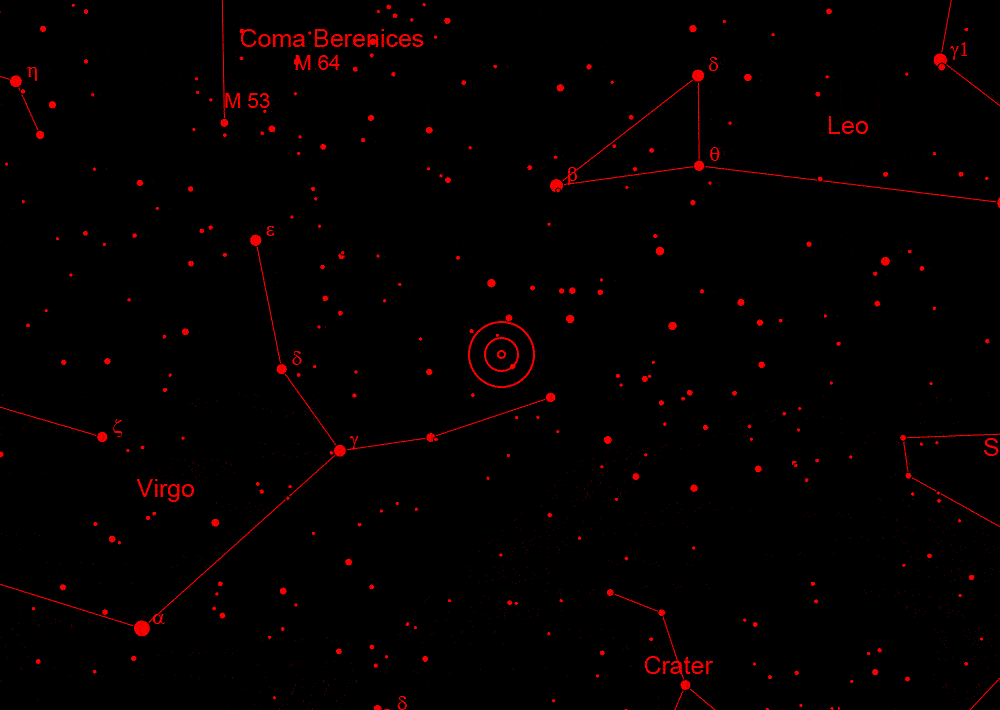 Coma Berenices
γ1
M 64
δ
η
M 53
Leo
θ
β
ε
δ
ζ
γ
S
Virgo
α
Crater
δ